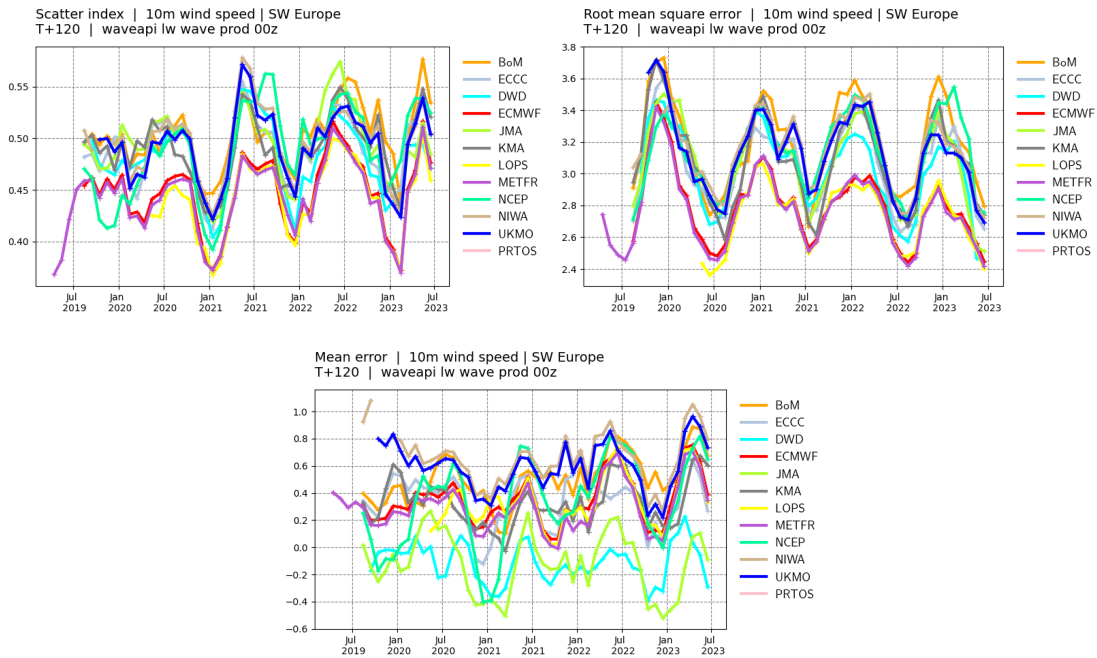 Scatter index | 10m wind speed | SW Europe
T+120 | waveapi lw wave prod 00z
0.55
0.50
0.45
0.40
Jul 2019
Jan 2020
Jul 2020
Jan 2021
Jul 2021
Jan 2022
Jul 2022
Jan 2023
Jul 2023
BoM
ECCC
DWD
ECMWF
JMA
KMA
LOPS
METFR
NCEP
NIWA
UKMO
PRTOS
Root mean square error | 10m wind speed | SW Europe
T+120 | waveapi lw wave prod 00z
3.8
3.6
3.4
3.2
3.0
2.8
2.6
2.4
Jul 2019
Jan 2020
Jul 2020
Jan 2021
Jul 2021
Jan 2022
Jul 2022
Jan 2023
Jul 2023
BoM
ECCC
DWD
ECMWF
JMA
KMA
LOPS
METFR
NCEP
NIWA
UKMO
PRTOS
Mean error | 10m wind speed | SW Europe
T+120 | waveapi lw wave prod 00z
1.0
0.8
0.6
0.4
0.2
0.0
−0.2
−0.4
−0.6
Jul 2019
Jan 2020
Jul 2020
Jan 2021
Jul 2021
Jan 2022
Jul 2022
Jan 2023
Jul 2023
BoM
ECCC
DWD
ECMWF
JMA
KMA
LOPS
METFR
NCEP
NIWA
UKMO
PRTOS